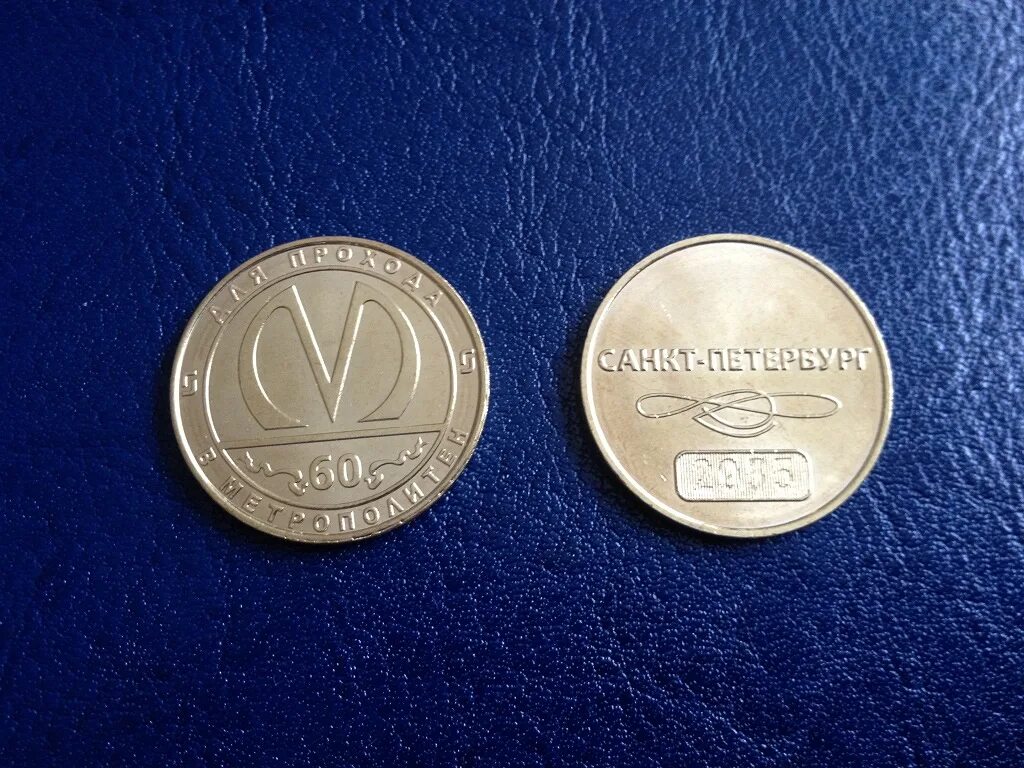 ДЛЯ ПРОХОДА
М
60
В МЕТРОПОЛИТЕН
САНКТ-ПЕТЕРБУРГ
2015